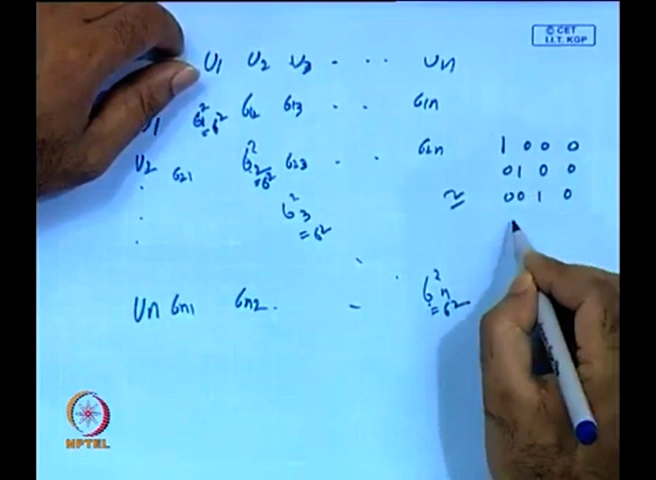 © CET
I.I.T. KGP
U1 U2 U3 . . . Un
U1 σ1² = σ² σ12 σ13 . . σ1n
U2 σ21 σ2² = σ² σ23 . . σ2n
σ3² = σ²
Un σn1 σn2 . - σn² = σ²
≃
1 0 0 0
0 1 0 0
0 0 1 0
NPTEL